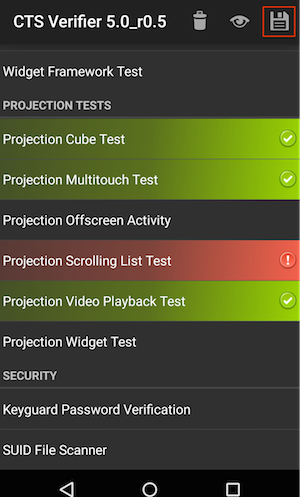 CTS Verifier 5.0_r0.5
Widget Framework Test
PROJECTION TESTS
Projection Cube Test
Projection Multitouch Test
Projection Offscreen Activity
Projection Scrolling List Test
Projection Video Playback Test
Projection Widget Test
SECURITY
Keyguard Password Verification
SUID File Scanner